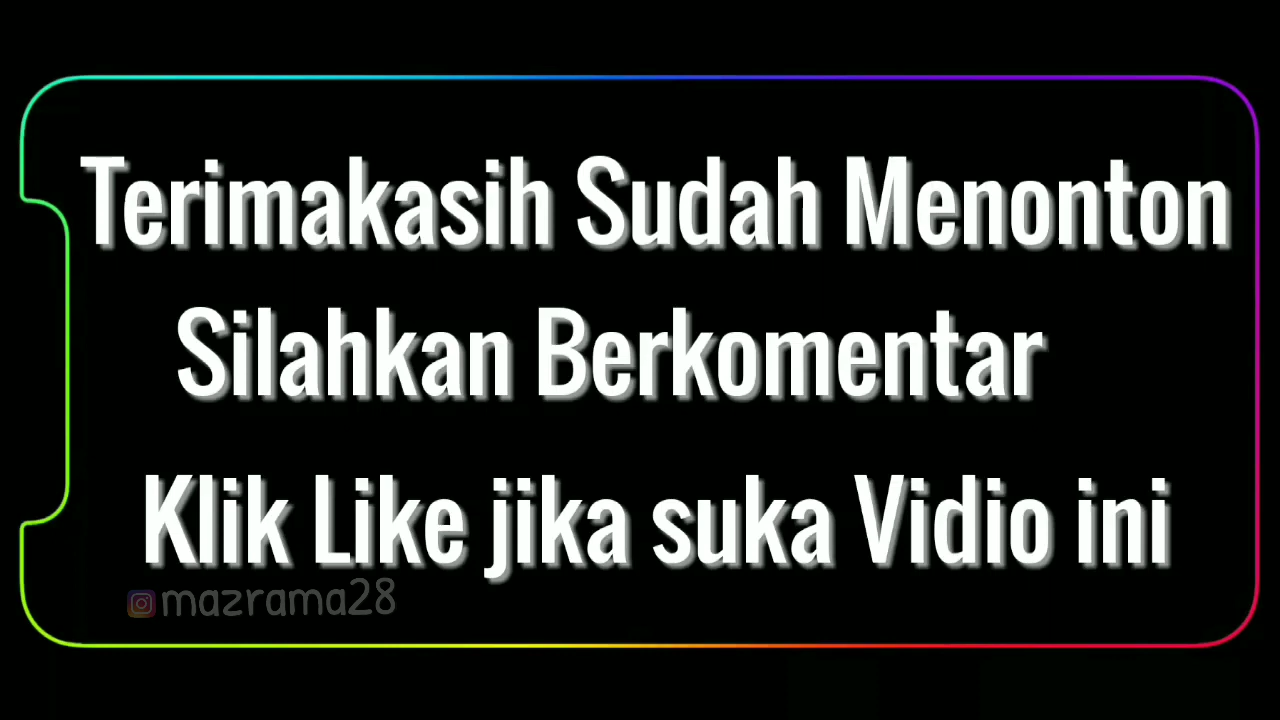 Terimakasih Sudah Menonton
Silahkan Berkomentar
Klik Like jika suka Vidio ini
mazrama28